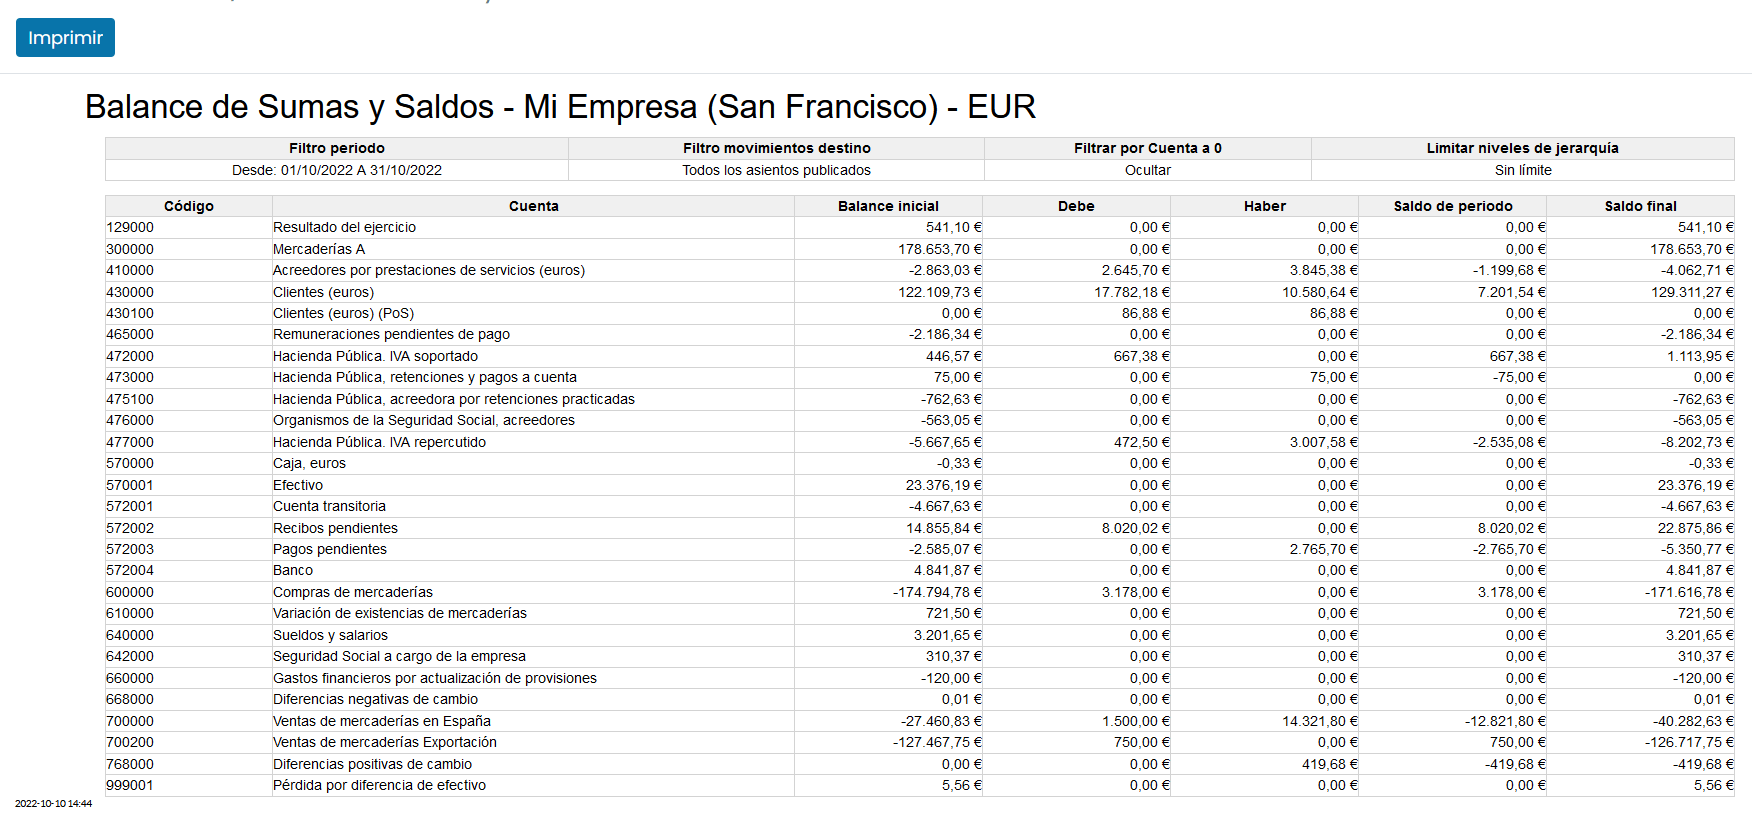 Imprimir
Balance de Sumas y Saldos - Mi Empresa (San Francisco) - EUR
Filtro periodo Filtro movimientos destino Filtrar por Cuenta a 0 Limitar niveles de jerarquía
Desde: 01/10/2022 A 31/10/2022 Todos los asientos publicados Ocultar Sin límite
Código Cuenta Balance inicial Debe Haber Saldo de periodo Saldo final
129000 Resultado del ejercicio 541,10 € 0,00 € 0,00 € 0,00 € 541,10 €
300000 Mercaderías A 178.653,70 € 0,00 € 0,00 € 0,00 € 178.653,70 €
410000 Acreedores por prestaciones de servicios (euros) -2.863,03 € 2.645,70 € 3.845,38 € -1.199,68 € -4.062,71 €
430000 Clientes (euros) 122.109,73 € 17.782,18 € 10.580,64 € 7.201,54 € 129.311,27 €
430100 Clientes (euros) (PoS) 0,00 € 86,88 € 86,88 € 0,00 € 0,00 €
465000 Remuneraciones pendientes de pago -2.186,34 € 0,00 € 0,00 € 0,00 € -2.186,34 €
472000 Hacienda Pública. IVA soportado 446,57 € 667,38 € 0,00 € 667,38 € 1.113,95 €
473000 Hacienda Pública, retenciones y pagos a cuenta 75,00 € 0,00 € 75,00 € -75,00 € 0,00 €
475100 Hacienda Pública, acreedora por retenciones practicadas -762,63 € 0,00 € 0,00 € 0,00 € -762,63 €
476000 Organismos de la Seguridad Social, acreedores -563,05 € 0,00 € 0,00 € 0,00 € -563,05 €
477000 Hacienda Pública. IVA repercutido -5.667,65 € 472,50 € 3.007,58 € -2.535,08 € -8.202,73 €
570000 Caja, euros -0,33 € 0,00 € 0,00 € 0,00 € -0,33 €
570001 Efectivo 23.376,19 € 0,00 € 0,00 € 0,00 € 23.376,19 €
572001 Cuenta transitoria -4.667,63 € 0,00 € 0,00 € 0,00 € -4.667,63 €
572002 Recibos pendientes 14.855,84 € 8.020,02 € 0,00 € 8.020,02 € 22.875,86 €
572003 Pagos pendientes -2.585,07 € 0,00 € 2.765,70 € -2.765,70 € -5.350,77 €
572004 Banco 4.841,87 € 0,00 € 0,00 € 0,00 € 4.841,87 €
600000 Compras de mercaderías -174.794,78 € 3.178,00 € 0,00 € 3.178,00 € -171.616,78 €
610000 Variación de existencias de mercaderías 721,50 € 0,00 € 0,00 € 0,00 € 721,50 €
640000 Sueldos y salarios 3.201,65 € 0,00 € 0,00 € 0,00 € 3.201,65 €
642000 Seguridad Social a cargo de la empresa 310,37 € 0,00 € 0,00 € 0,00 € 310,37 €
660000 Gastos financieros por actualización de provisiones -120,00 € 0,00 € 0,00 € 0,00 € -120,00 €
668000 Diferencias negativas de cambio 0,01 € 0,00 € 0,00 € 0,00 € 0,01 €
700000 Ventas de mercaderías en España -27.460,83 € 1.500,00 € 14.321,80 € -12.821,80 € -40.282,63 €
700200 Ventas de mercaderías Exportación -127.467,75 € 750,00 € 0,00 € 750,00 € -126.717,75 €
768000 Diferencias positivas de cambio 0,00 € 0,00 € 419,68 € -419,68 € -419,68 €
999001 Pérdida por diferencia de efectivo 5,56 € 0,00 € 0,00 € 0,00 € 5,56 €
2022-10-10 14:44